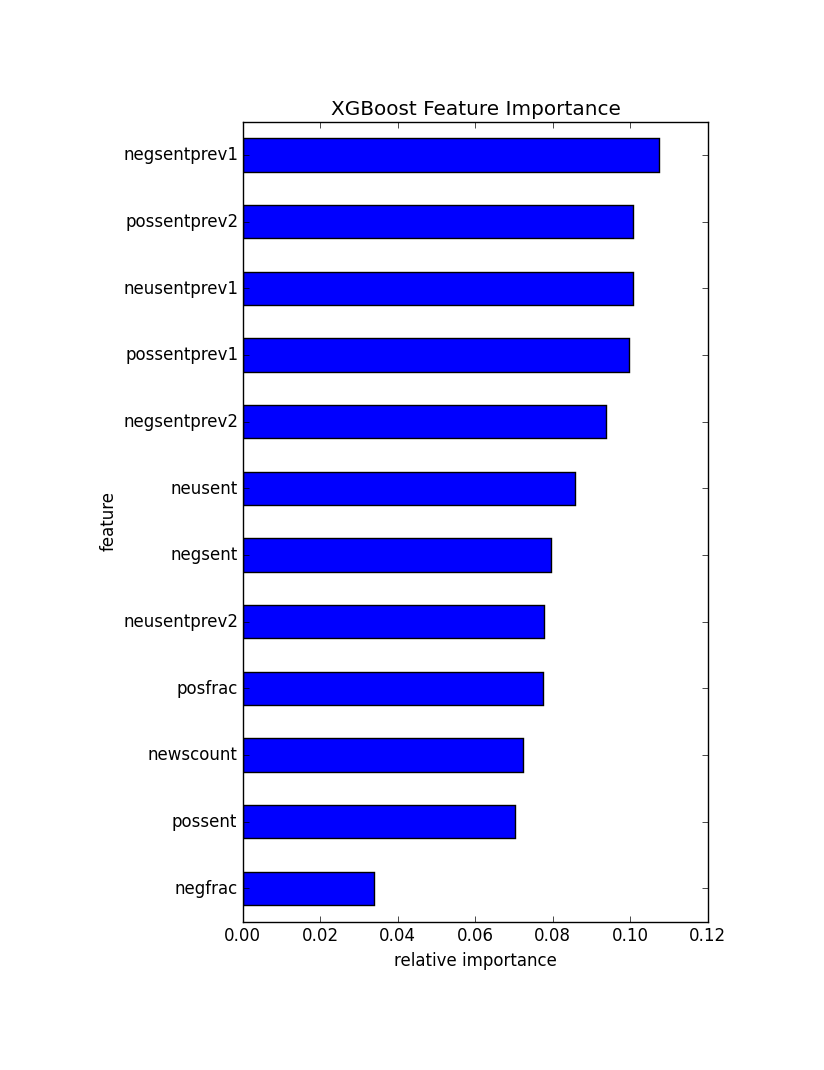 XGBoost Feature Importance
negsentprev1
possentprev2
neusentprev1
possentprev1
negsentprev2
neusent
negsent
neusentprev2
posfrac
newscount
possent
negfrac
feature
0.00 0.02 0.04 0.06 0.08 0.10 0.12
relative importance